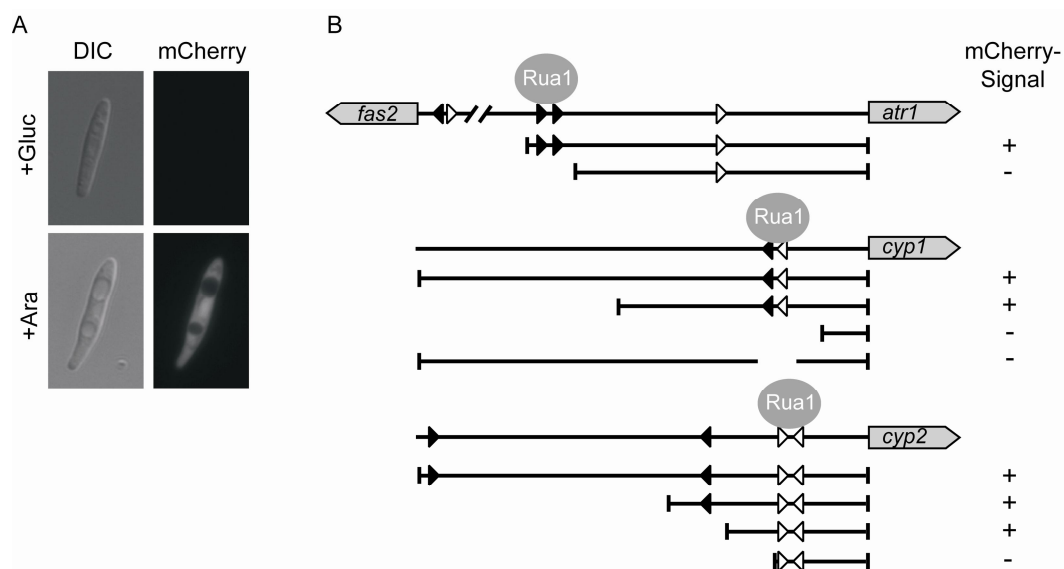 A
DIC
mCherry
+Gluc
+Ara
B
mCherry-
Signal
Rua1
fas2
atr1
+
-
Rua1
cyp1
+
+
-
-
Rua1
cyp2
+
+
+
-